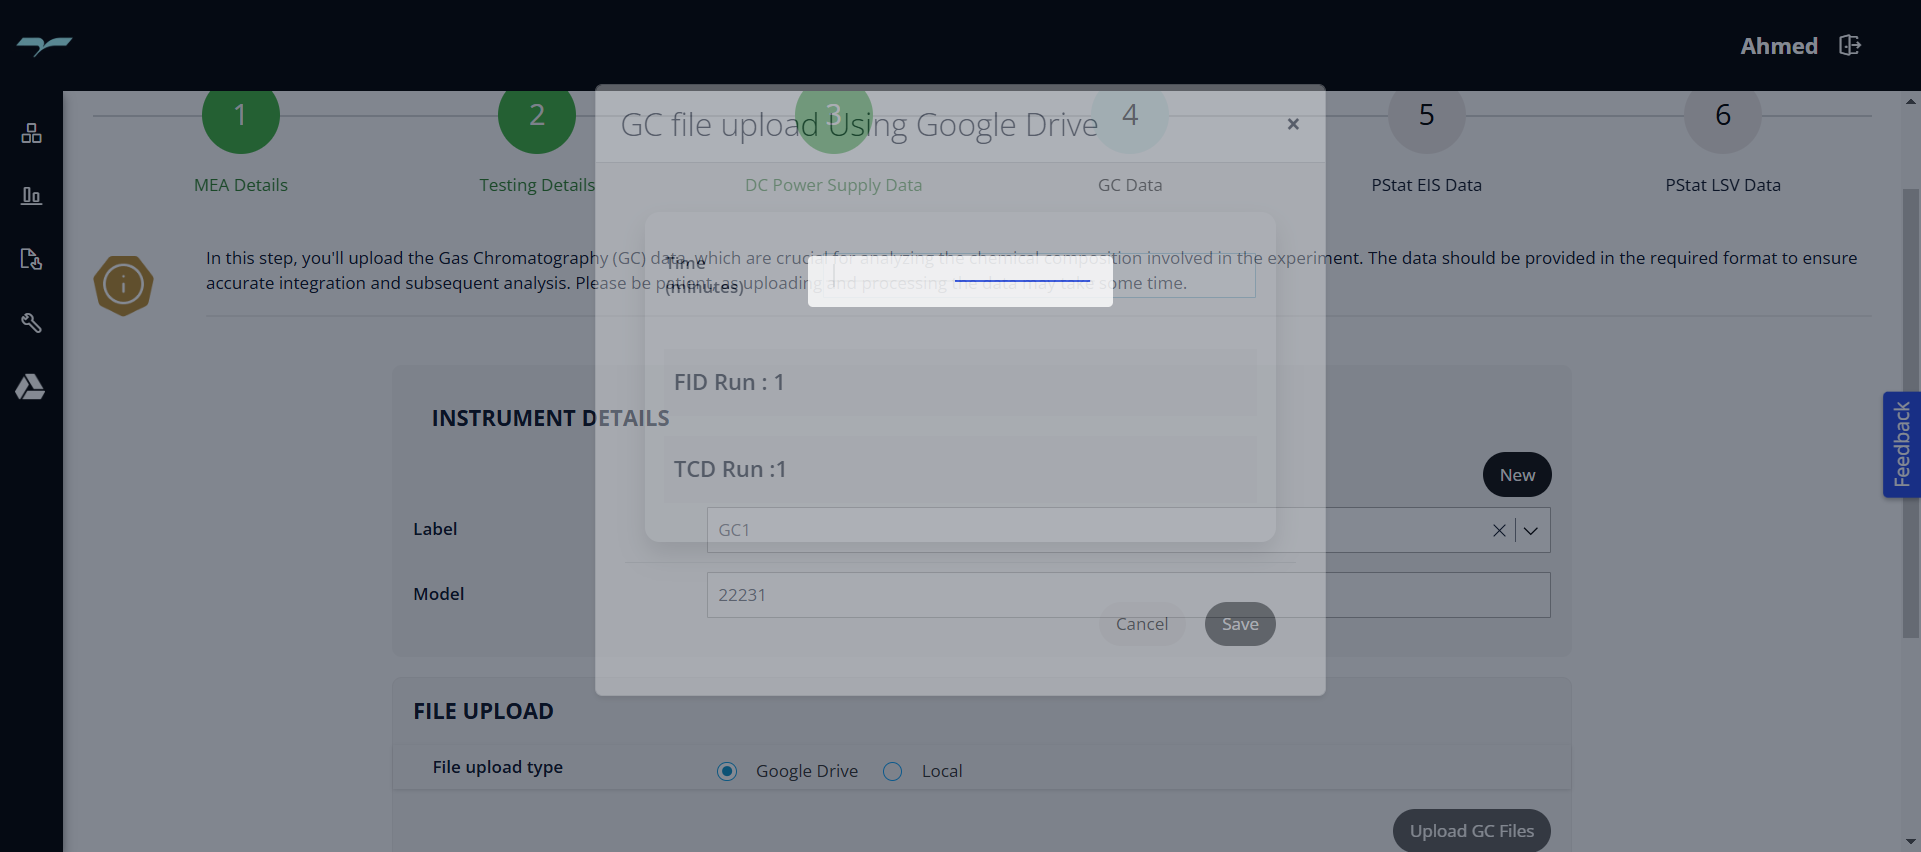 Ahmed
1
2
3
4
5
6
GC file upload Using Google Drive
×
MEA Details
Testing Details
DC Power Supply Data
GC Data
PStat EIS Data
PStat LSV Data
In this step, you'll upload the Gas Chromatography (GC) data, which are crucial for analyzing the chemical composition involved in the experiment. The data should be provided in the required format to ensure
accurate integration and subsequent analysis. Please be patient, as uploading and processing the data may take some time.
Time
(minutes)
FID Run : 1
INSTRUMENT DETAILS
Feedback
TCD Run :1
New
Label
GC1
Model
22231
Cancel
Save
FILE UPLOAD
File upload type
Google Drive
Local
Upload GC Files